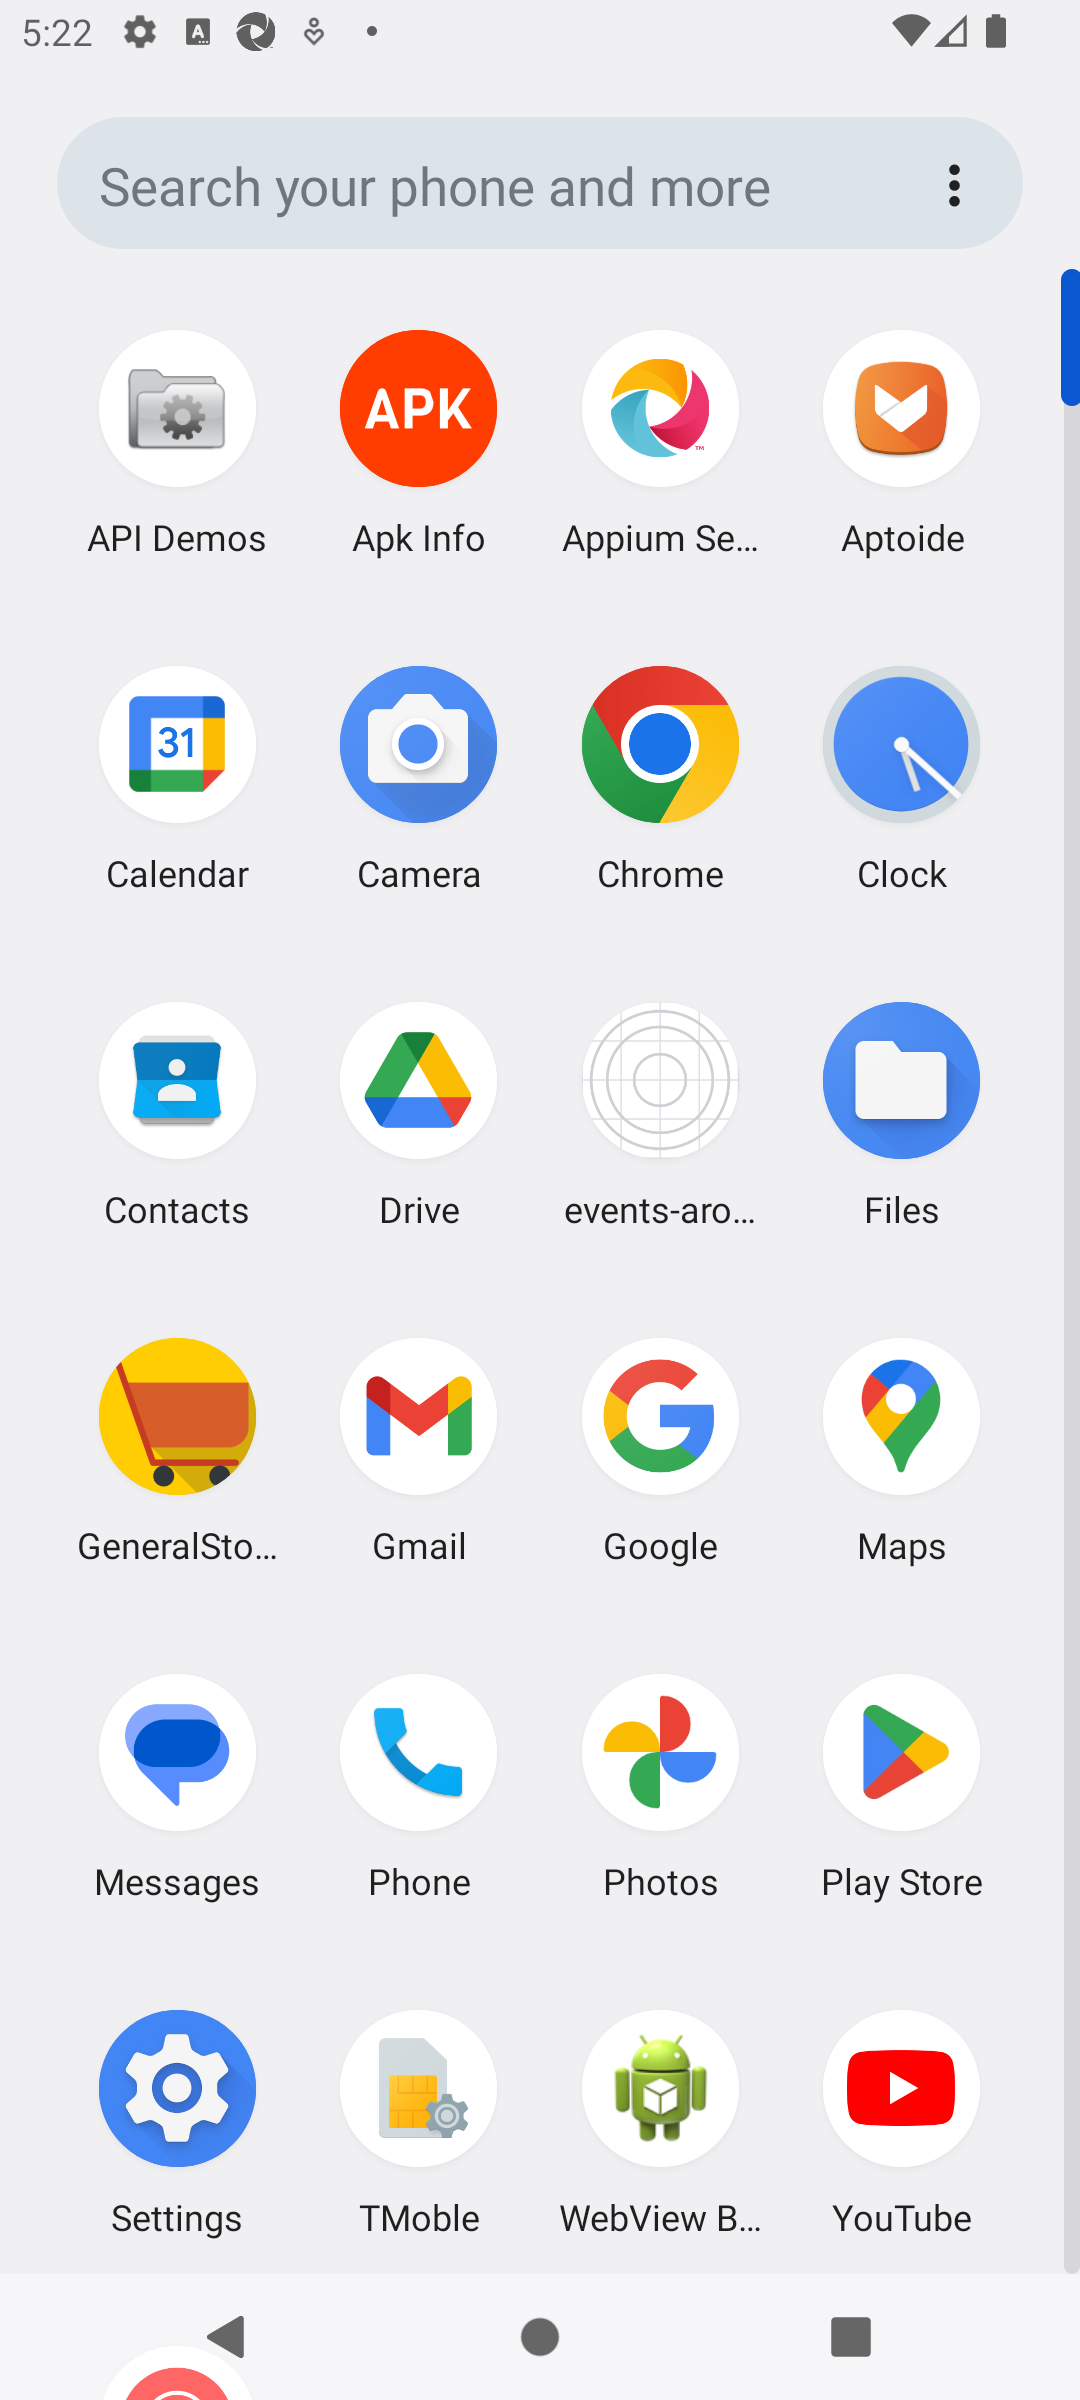 5:22
Search your phone and more
APK
API Demos Apk Info Appium Se... Aptoide
31
Calendar Camera Chrome Clock
Contacts Drive events-aro... Files
GeneralSto... Gmail Google Maps
Messages Phone Photos Play Store
Settings TMoble WebView B... YouTube